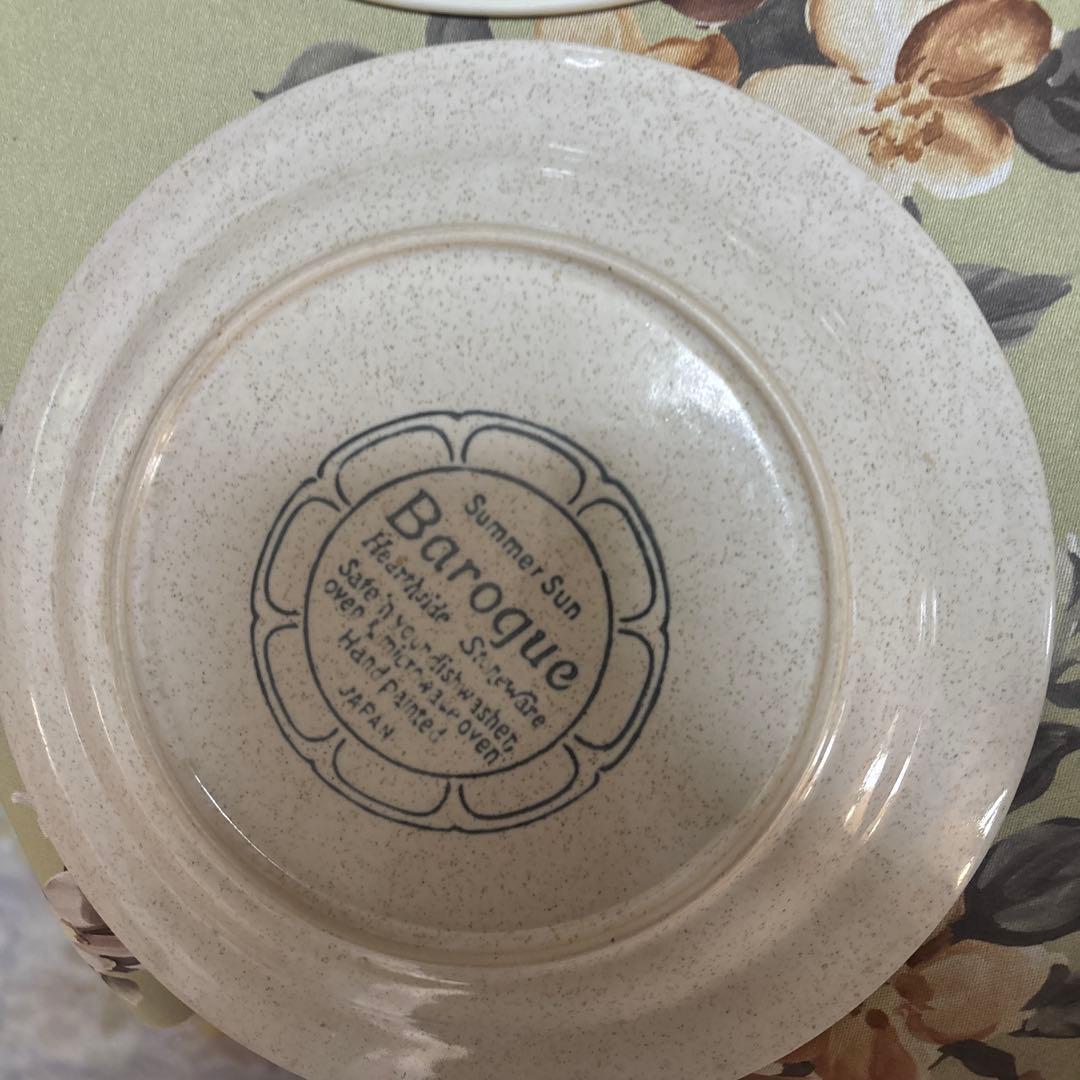 Summer Sun
Baroque
Hearthside Stoneware
Safe in your dishwasher,
oven & microwave oven
Hand Painted
JAPAN